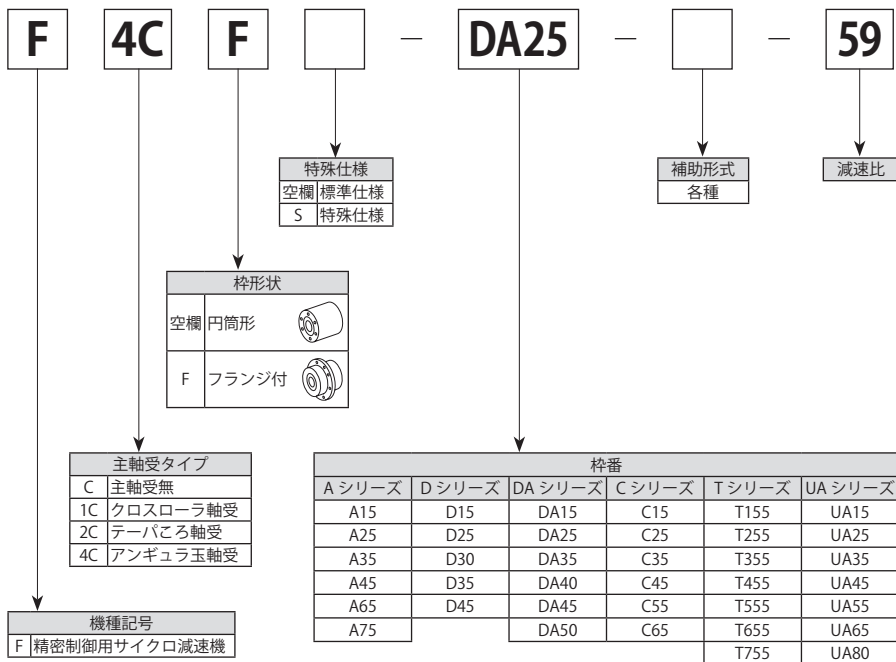 F 4C F － DA25 － － 59
特殊仕様
空欄 標準仕様
S 特殊仕様
補助形式
各種
減速比
枠形状
空欄 円筒形
F フランジ付
主軸受タイプ
C 主軸受無
1C クロスローラ軸受
2C テーパころ軸受
4C アンギュラ玉軸受
機種記号
F 精密制御用サイクロ減速機
枠番
A シリーズ D シリーズ DA シリーズ C シリーズ T シリーズ UA シリーズ
A15 D15 DA15 C15 T155 UA15
A25 D25 DA25 C25 T255 UA25
A35 D30 DA35 C35 T355 UA35
A45 D35 DA40 C45 T455 UA45
A65 D45 DA45 C55 T555 UA55
A75 DA50 C65 T655 UA65
T755 UA80